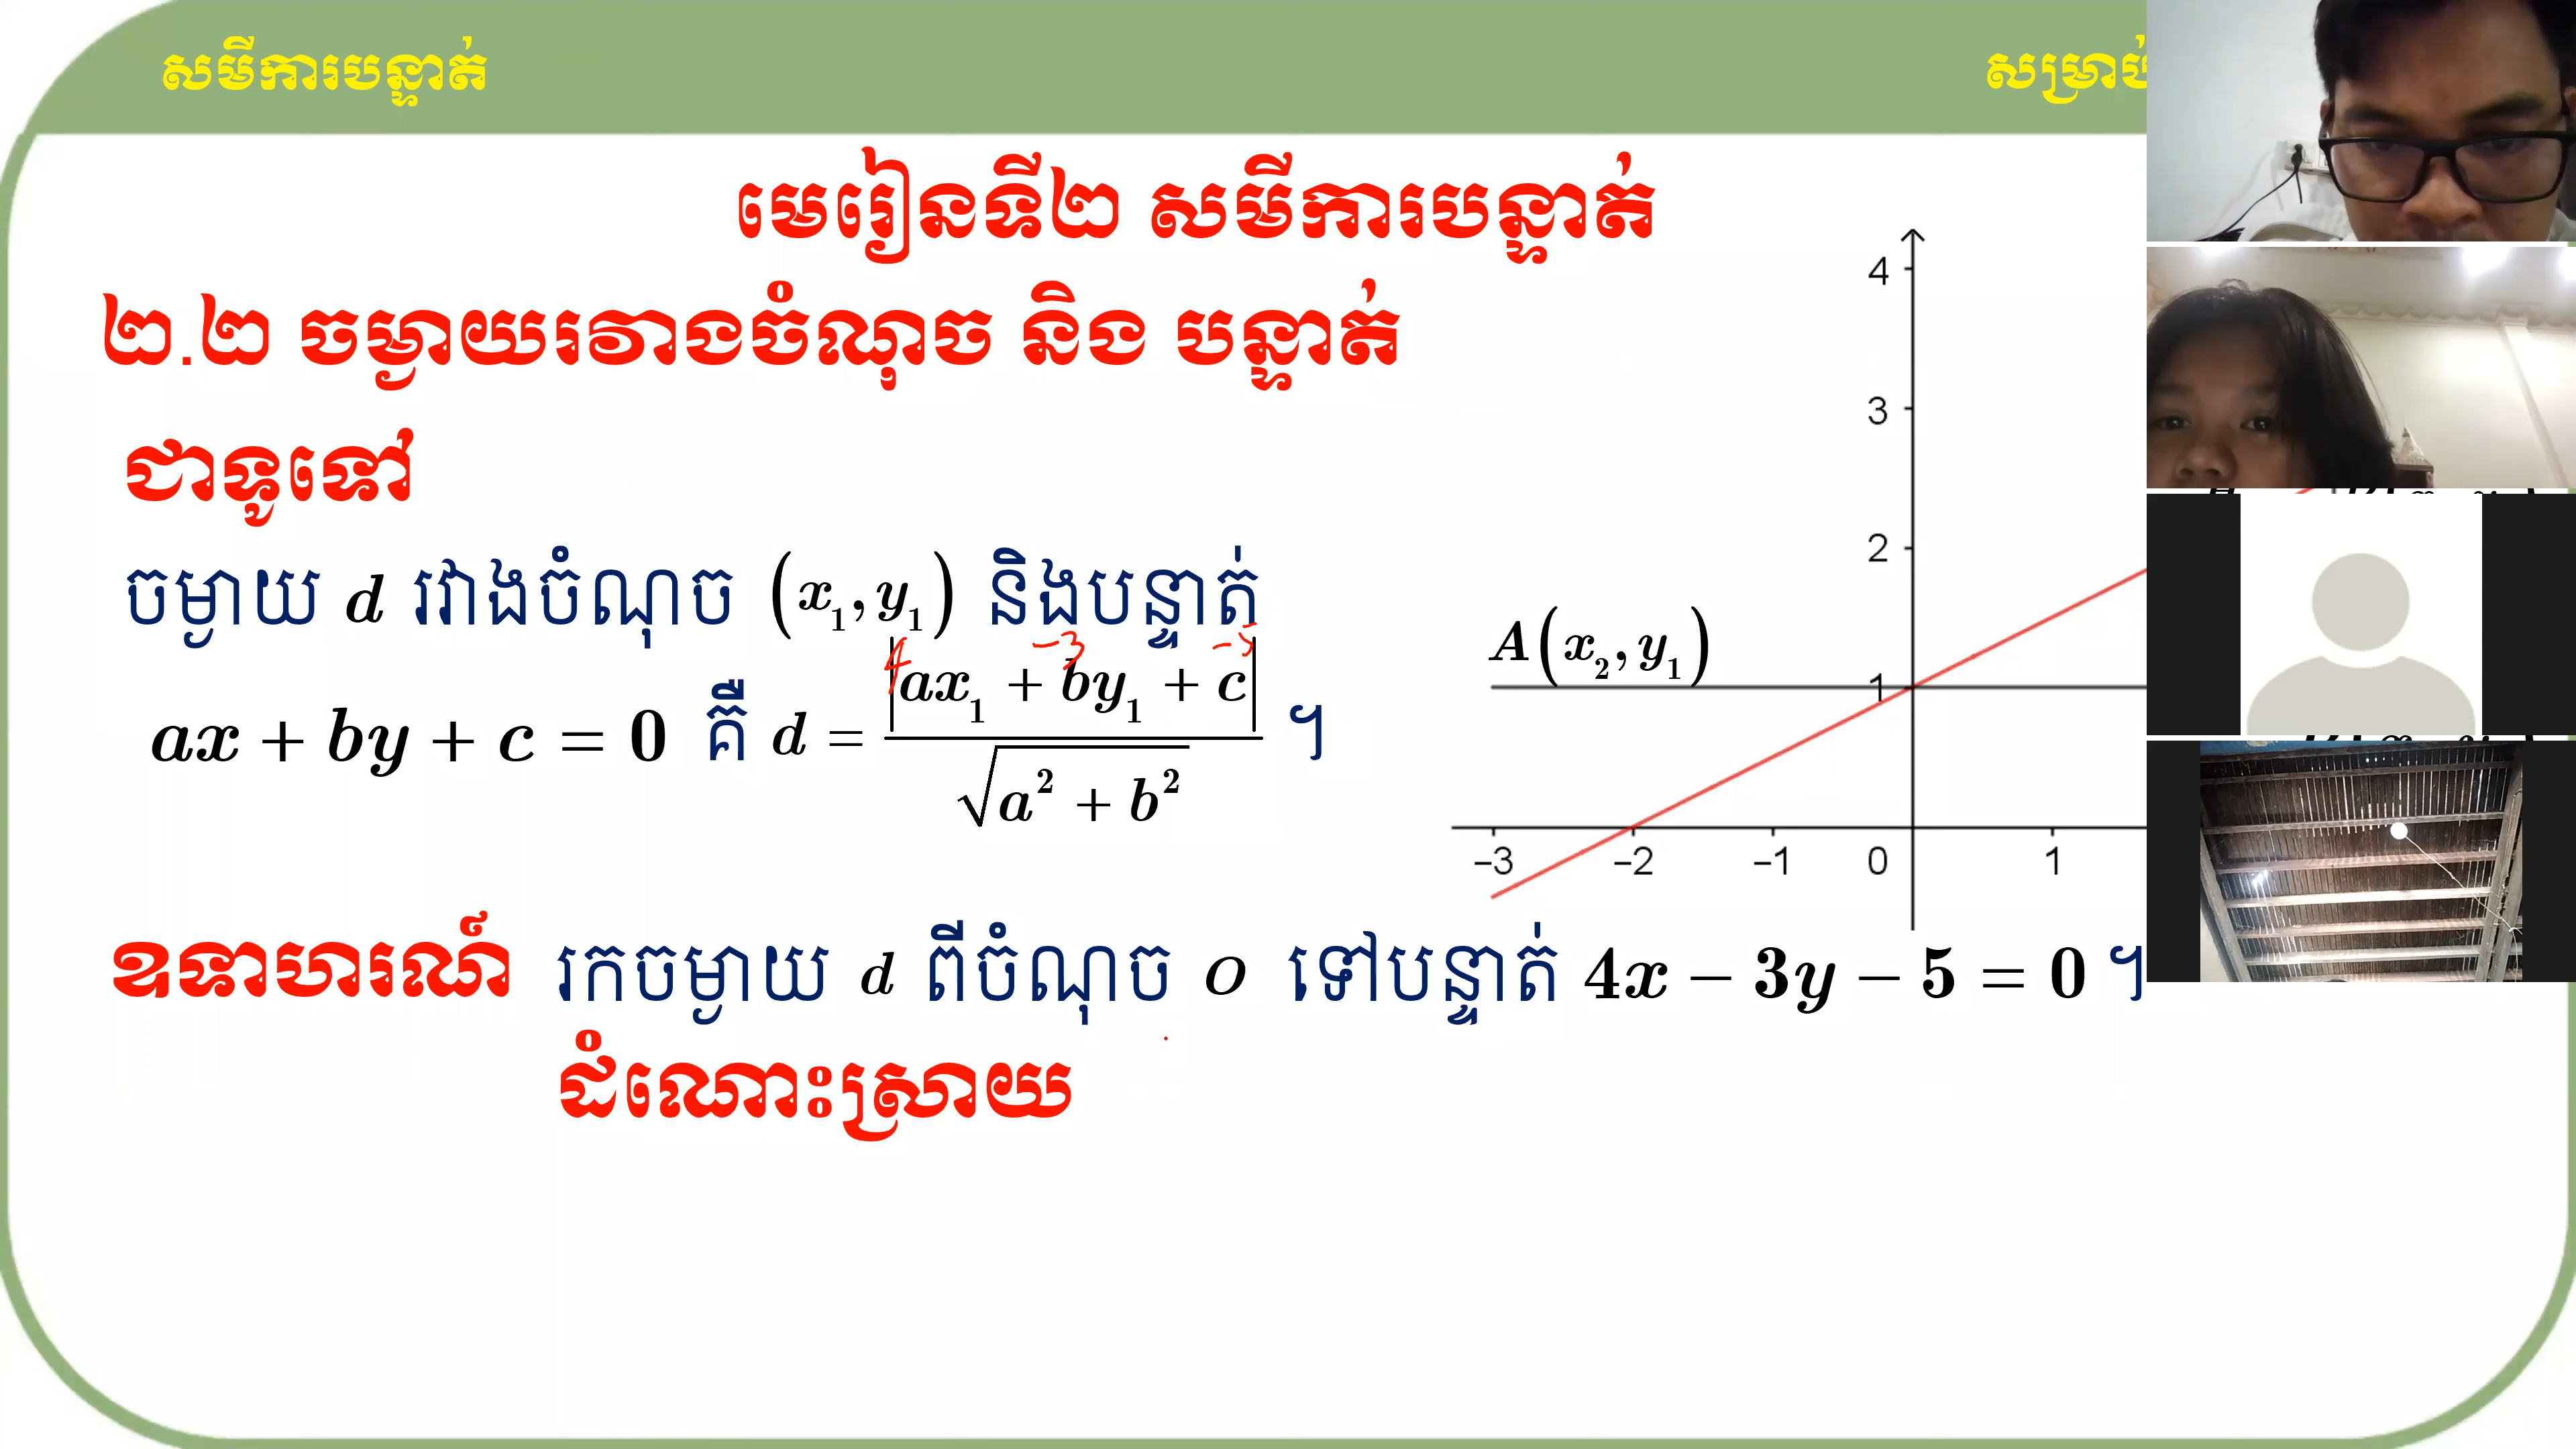 សមីការបន្ទាត់
មេរៀនទី២ សមីការបន្ទាត់
២.២ ចម្ងាយរវាងចំណុច និង បន្ទាត់
ជាទូទៅ
ចម្ងាយ d រវាងចំណុច (x₁, y₁) និងបន្ទាត់
4 -3 -5
ax + by + c = 0 គឺ d = |ax₁ + by₁ + c| / √(a² + b²) ។
4
3
2
A(x₂, y₁)
1
-3 -2 -1 0 1
ឧទាហរណ៍ រកចម្ងាយ d ពីចំណុច O ទៅបន្ទាត់ 4x − 3y − 5 = 0 ។
ដំណោះស្រាយ